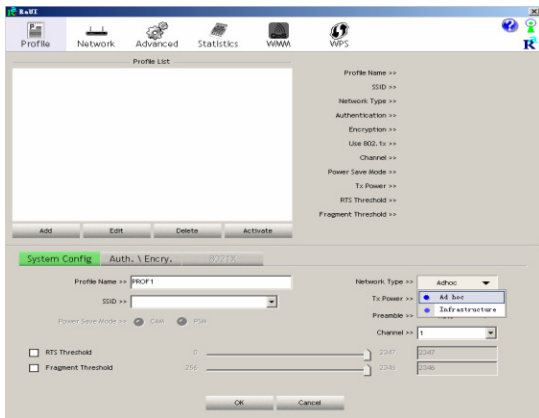 RaUI
Profile Network Advanced Statistics WMM WPS
Profile List
Profile Name >>
SSID >>
Network Type >>
Authentication >>
Encryption >>
Use 802.1x >>
Channel >>
Power Save Mode >>
Tx Power >>
RTS Threshold >>
Fragment Threshold >>
Add Edit Delete Activate
System Config Auth. \ Encry. 8021X
Profile Name >> PROF1 Network Type >> Adhoc
SSID >> Tx Power >> Ad hoc
Infrastructure
Power Save Mode >> CAM PSM Preamble >>
Channel >> 1
RTS Threshold 0 2347 2347
Fragment Threshold 256 2346 2346
OK Cancel